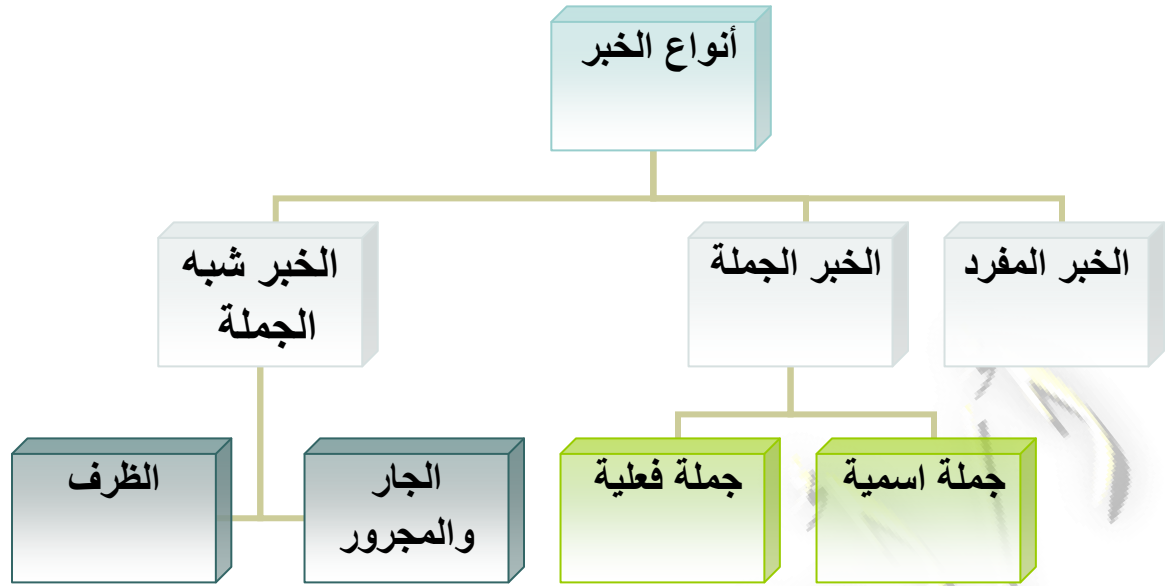 أنواع الخبر
الخبر المفرد
الخبر الجملة
الخبر شبه
الجملة
جملة اسمية
جملة فعلية
الجار
والمجرور
الظرف